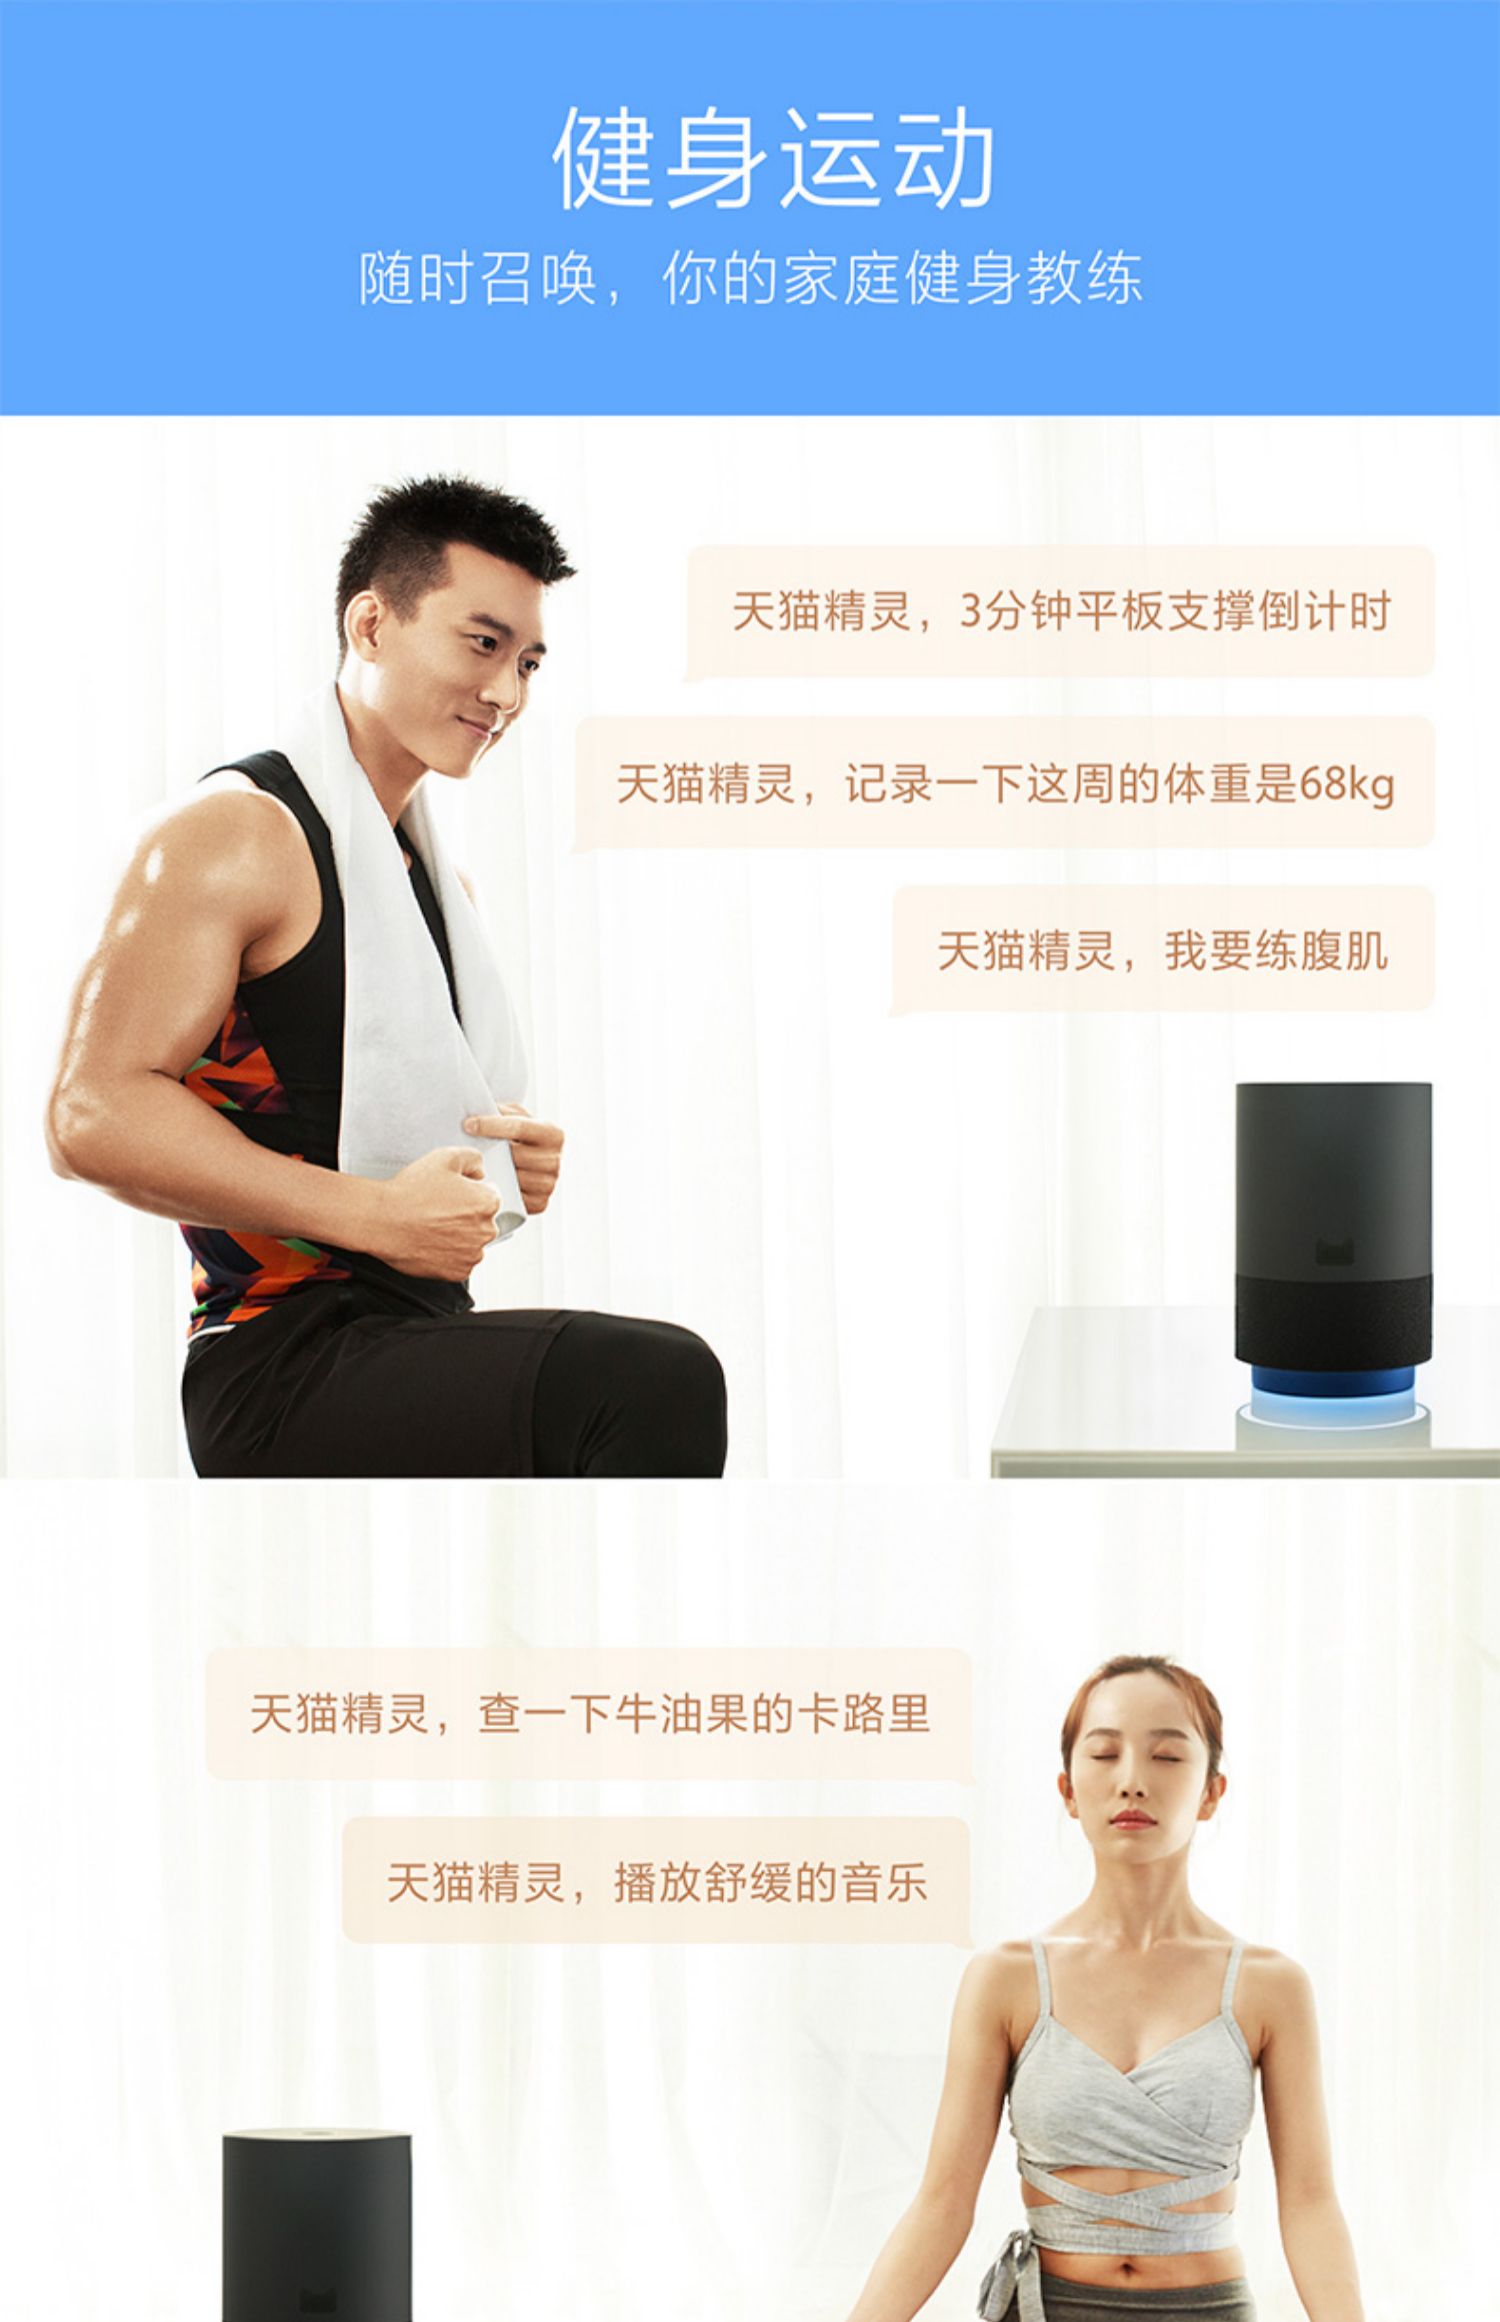 健身运动
随时召唤，你的家庭健身教练
天猫精灵，3分钟平板支撑倒计时
天猫精灵，记录一下这周的体重是68kg
天猫精灵，我要练腹肌
天猫精灵，查一下牛油果的卡路里
天猫精灵，播放舒缓的音乐